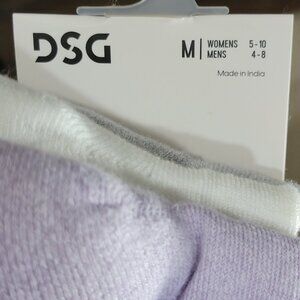 DSG
M | WOMENS 5-10
MENS 4-8
Made in India